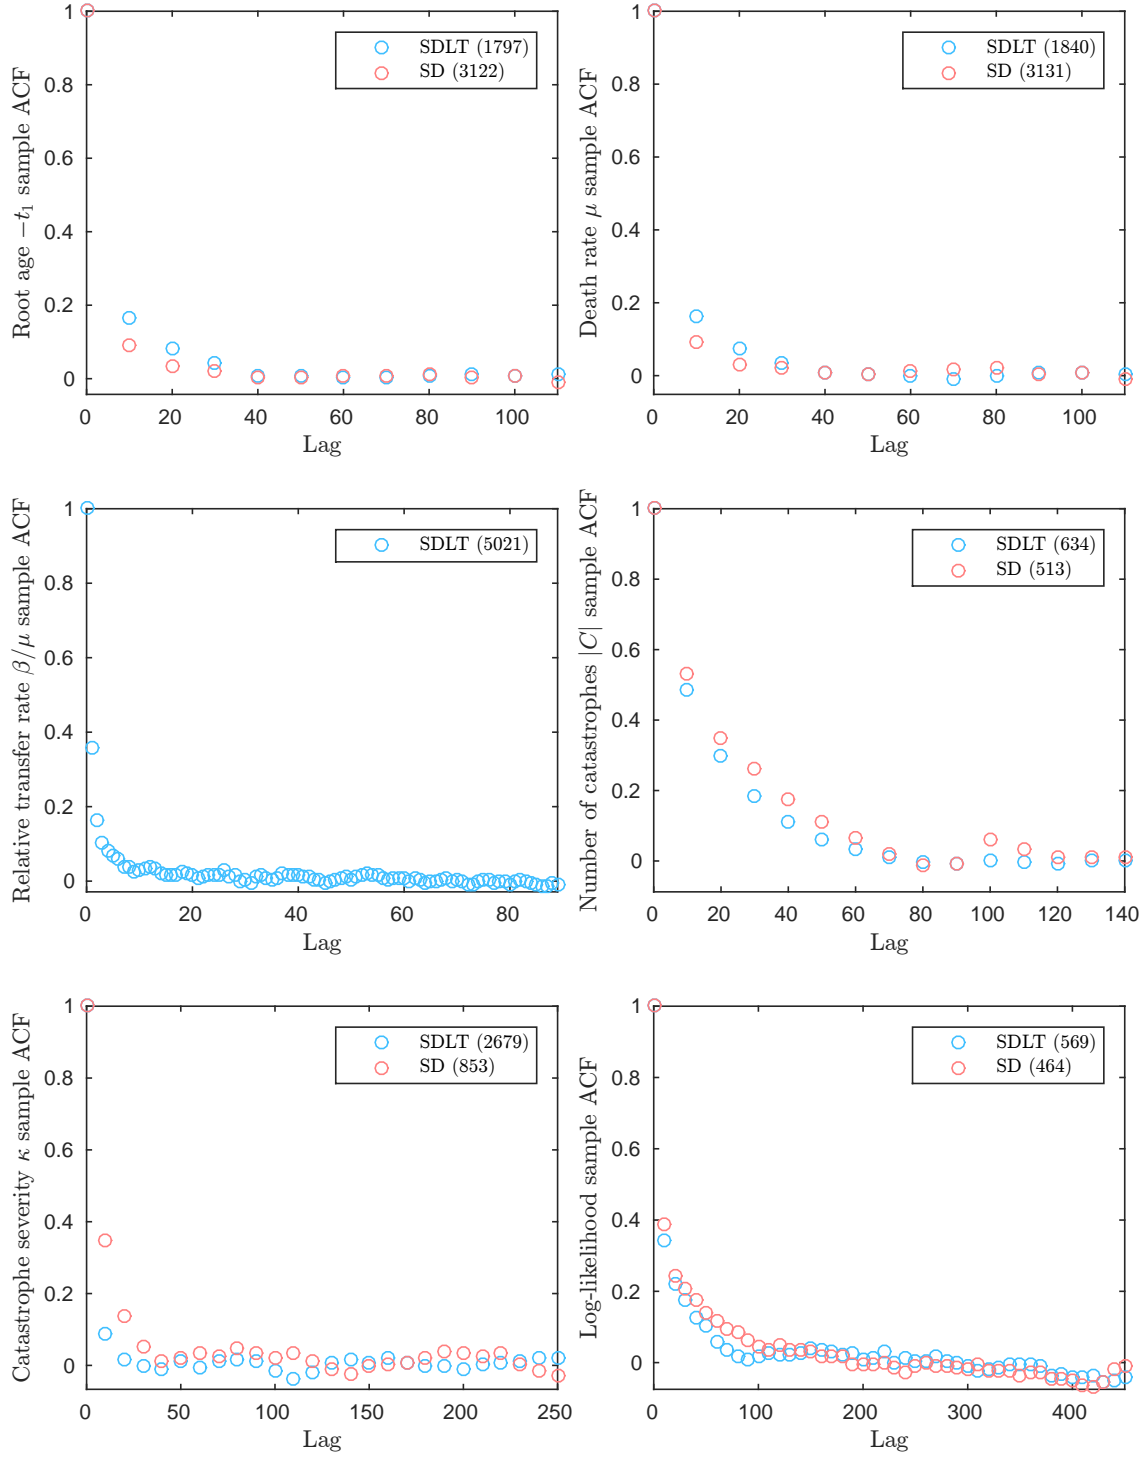 Root age −t₁ sample ACF
1
0.8
0.6
0.4
0.2
0
0 20 40 60 80 100
Lag
SDLT (1797)
SD (3122)
Death rate μ sample ACF
1
0.8
0.6
0.4
0.2
0
0 20 40 60 80 100
Lag
SDLT (1840)
SD (3131)
Relative transfer rate β/μ sample ACF
1
0.8
0.6
0.4
0.2
0
0 20 40 60 80
Lag
SDLT (5021)
Number of catastrophes |C| sample ACF
1
0.8
0.6
0.4
0.2
0
0 20 40 60 80 100 120 140
Lag
SDLT (634)
SD (513)
Catastrophe severity κ sample ACF
1
0.8
0.6
0.4
0.2
0
0 50 100 150 200 250
Lag
SDLT (2679)
SD (853)
Log-likelihood sample ACF
1
0.8
0.6
0.4
0.2
0
0 100 200 300 400
Lag
SDLT (569)
SD (464)